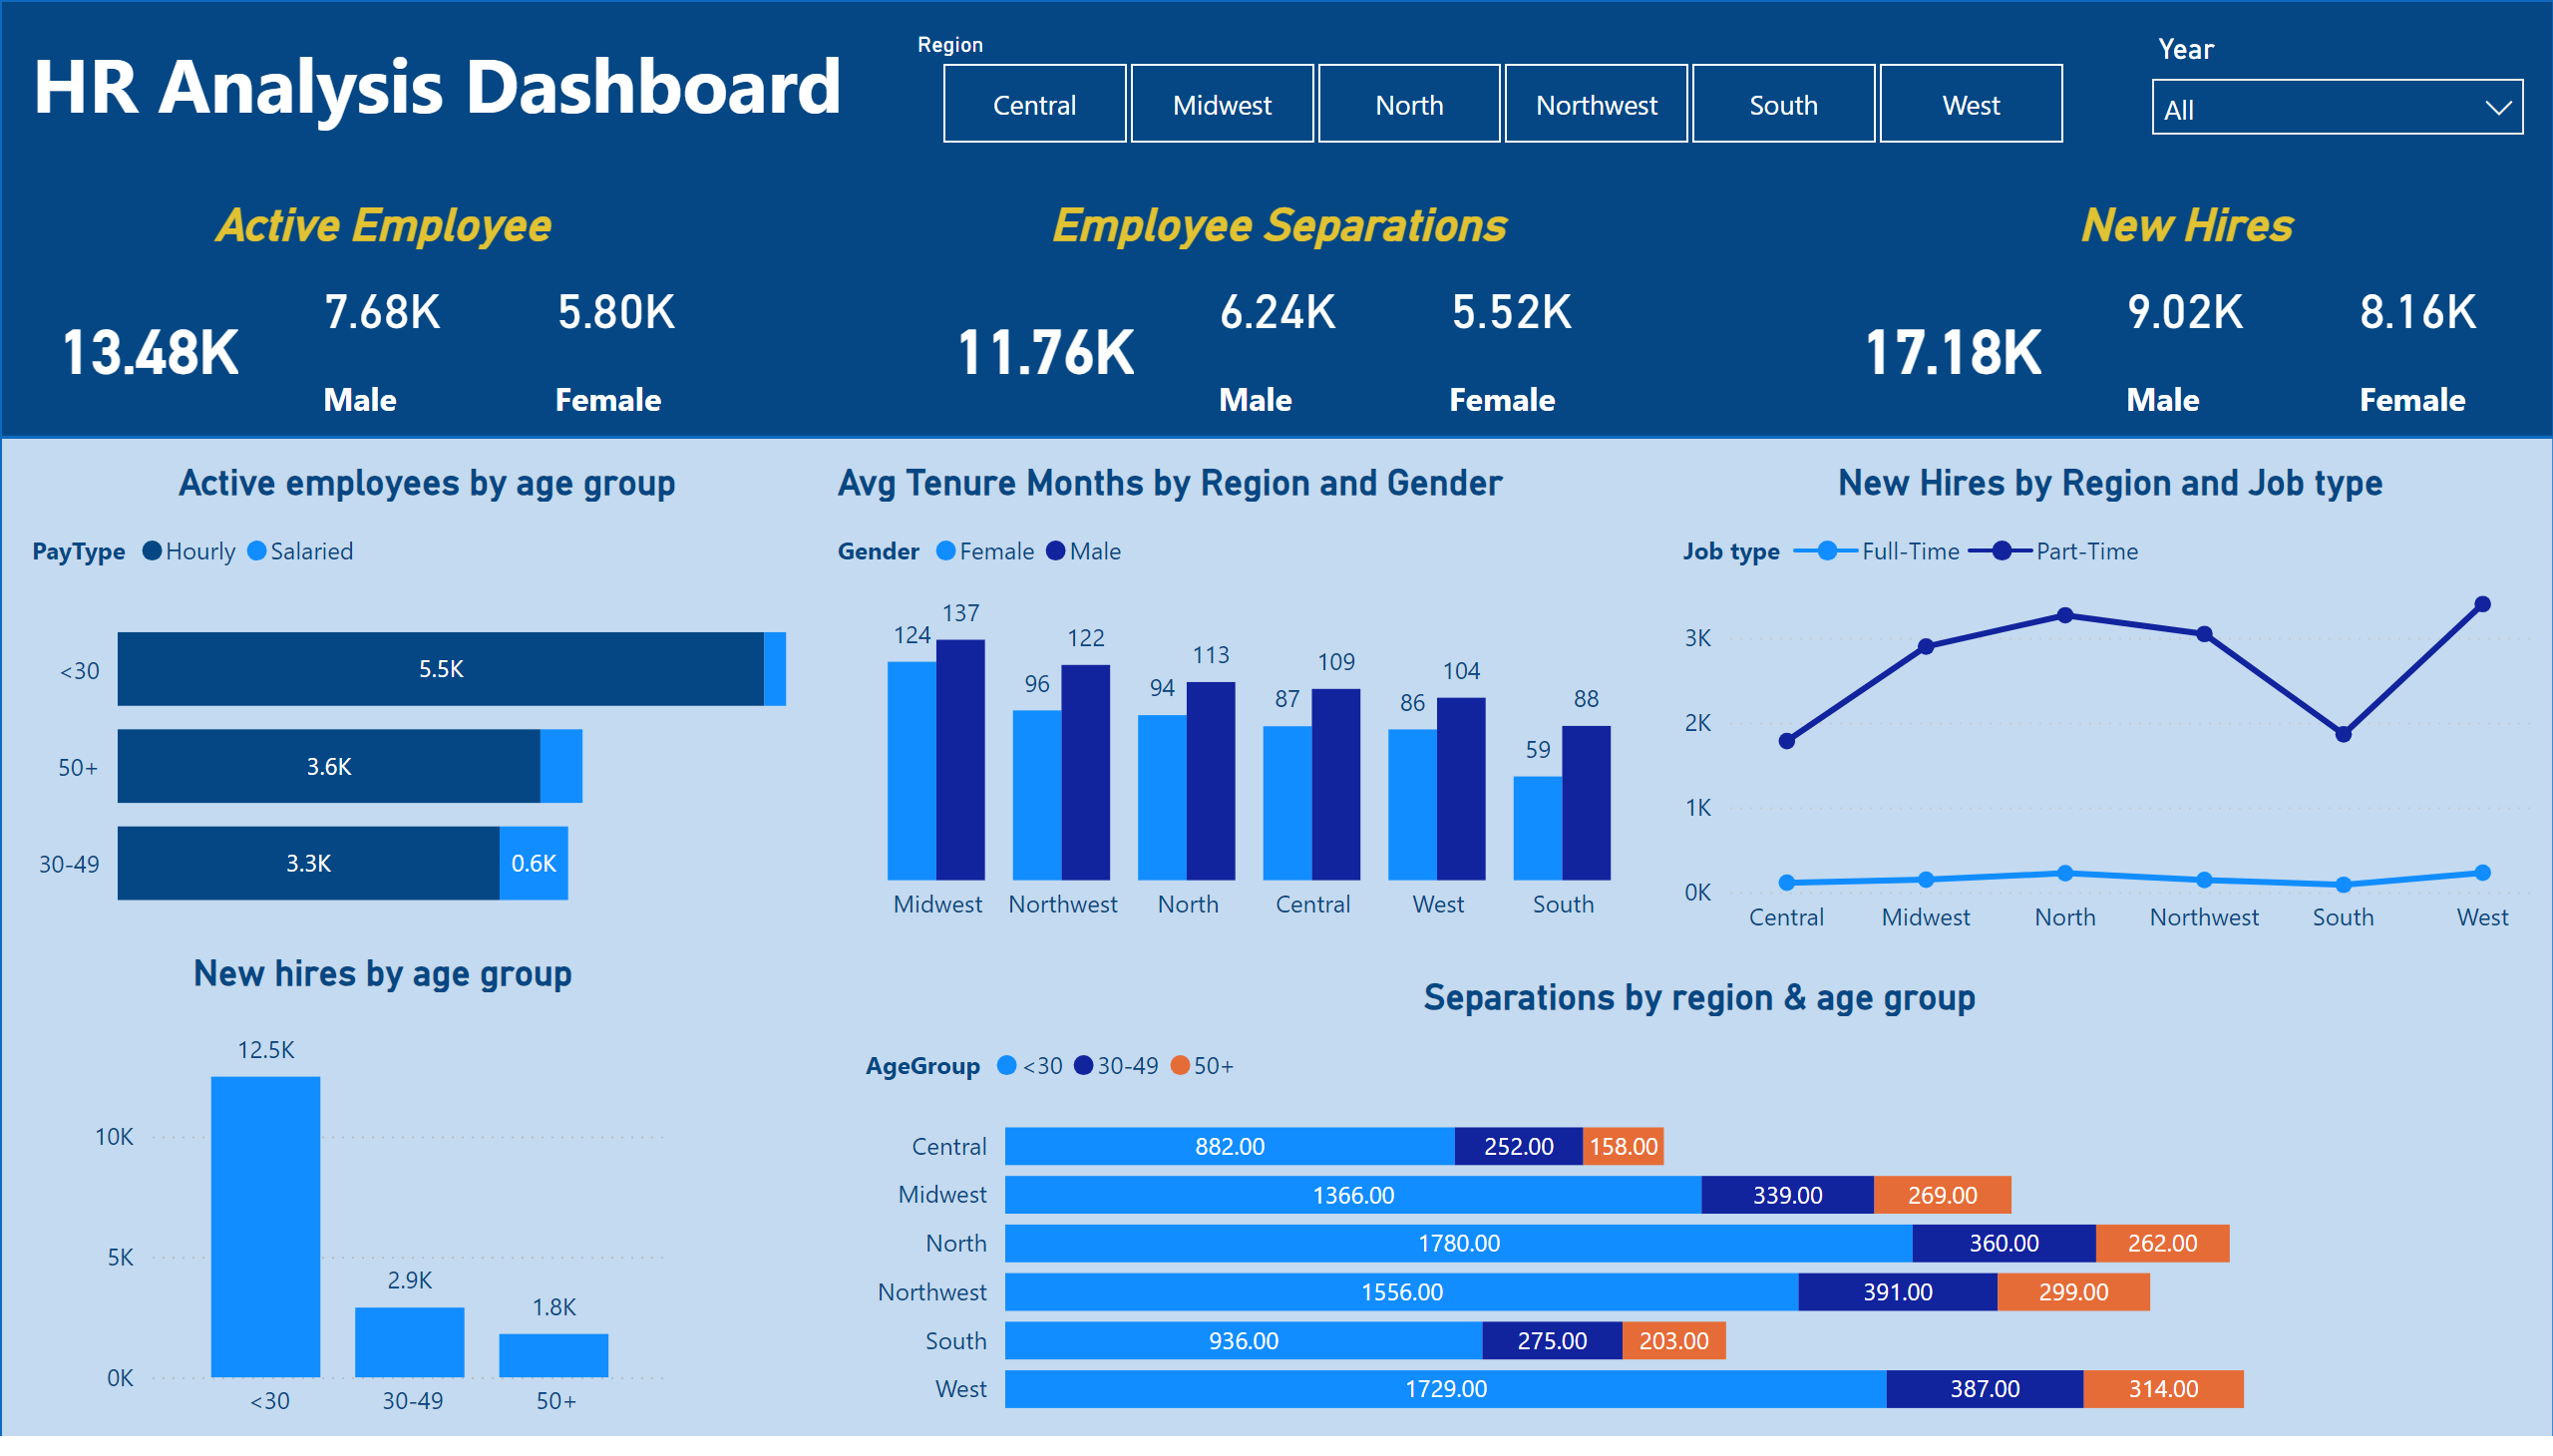 HR Analysis Dashboard
Region
Central Midwest North Northwest South West
Year
All
Active Employee
13.48K
7.68K 5.80K
Male Female
Employee Separations
11.76K
6.24K 5.52K
Male Female
New Hires
17.18K
9.02K 8.16K
Male Female
Active employees by age group
PayType Hourly Salaried
<30 5.5K
50+ 3.6K
30-49 3.3K 0.6K
Avg Tenure Months by Region and Gender
Gender Female Male
124 137 96 122 94 113 87 109 86 104 59 88
Midwest Northwest North Central West South
New Hires by Region and Job type
Job type Full-Time Part-Time
3K
2K
1K
0K
Central Midwest North Northwest South West
New hires by age group
12.5K
10K
5K
2.9K
1.8K
0K
<30 30-49 50+
Separations by region & age group
AgeGroup <30 30-49 50+
Central 882.00 252.00 158.00
Midwest 1366.00 339.00 269.00
North 1780.00 360.00 262.00
Northwest 1556.00 391.00 299.00
South 936.00 275.00 203.00
West 1729.00 387.00 314.00